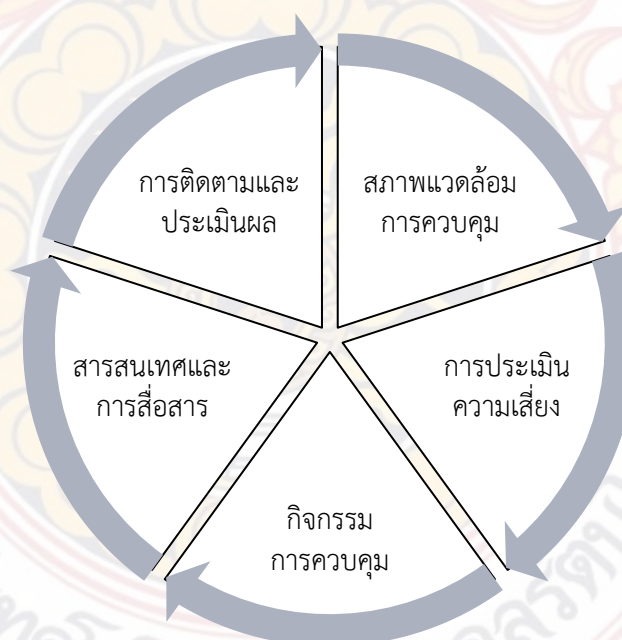 การติดตามและ
ประเมินผล
สภาพแวดล้อม
การควบคุม
สารสนเทศและ
การสื่อสาร
การประเมิน
ความเสี่ยง
กิจกรรม
การควบคุม